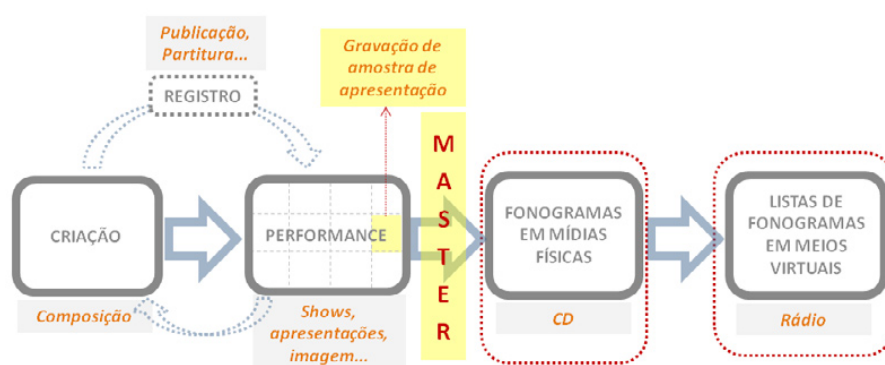 Publicação,
Partitura...
REGISTRO
Gravação de
amostra de
apresentação
CRIAÇÃO
Composição
PERFORMANCE
Shows,
apresentações,
imagem...
M
A
S
T
E
R
FONOGRAMAS
EM MÍDIAS
FÍSICAS
CD
LISTAS DE
FONOGRAMAS
EM MEIOS
VIRTUAIS
Rádio